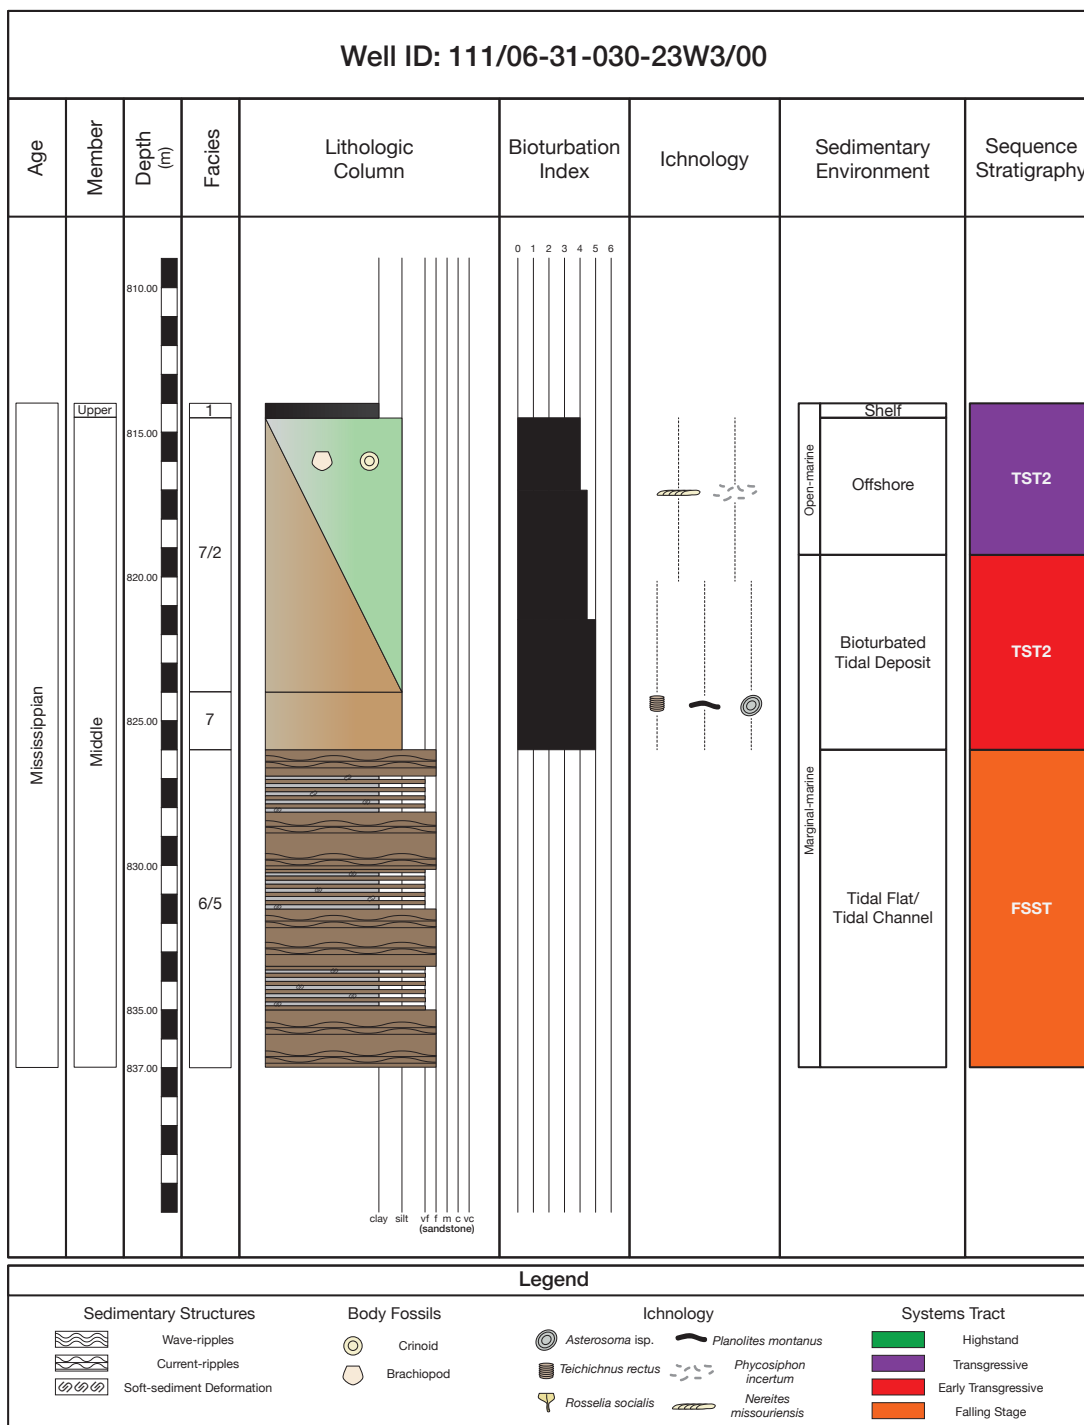 Well ID: 111/06-31-030-23W3/00
Age
Member
Depth
(m)
Facies
Lithologic
Column
Bioturbation
Index
Ichnology
Sedimentary
Environment
Sequence
Stratigraphy
0 1 2 3 4 5 6
810.00
Upper
1
Shelf
815.00
Open-marine
Offshore
TST2
7/2
820.00
Bioturbated
Tidal Deposit
TST2
Mississippian
Middle
7
825.00
Marginal-marine
830.00
6/5
Tidal Flat/
Tidal Channel
FSST
835.00
837.00
clay silt vf f m c vc
(sandstone)
Legend
Sedimentary Structures
Wave-ripples
Current-ripples
Soft-sediment Deformation
Body Fossils
Crinoid
Brachiopod
Ichnology
Asterosoma isp.
Planolites montanus
Teichichnus rectus
Phycosiphon
incertum
Rosselia socialis
Nereites
missouriensis
Systems Tract
Highstand
Transgressive
Early Transgressive
Falling Stage